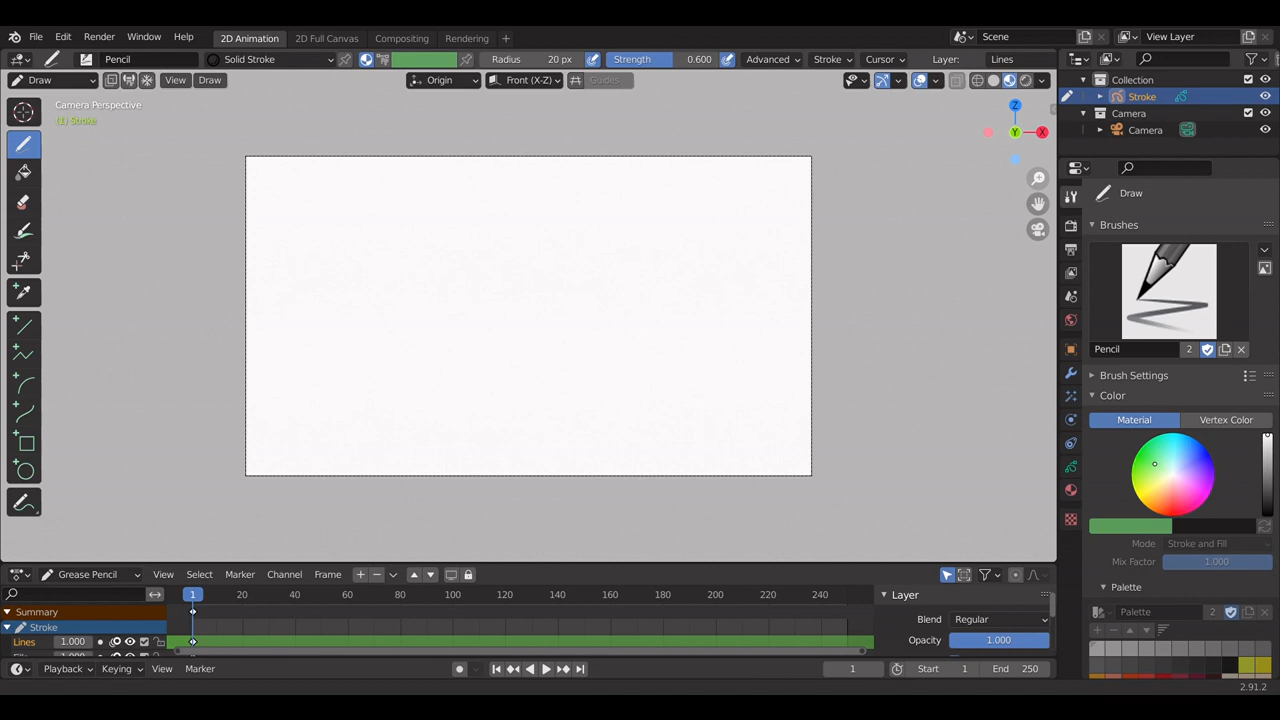 File Edit Render Window Help 2D Animation 2D Full Canvas Compositing Rendering + Scene View Layer
Pencil Solid Stroke Radius 20 px Strength 0.600 Advanced Stroke Cursor Layer: Lines
Draw View Draw Origin Front (X-Z) Guides Collection
Camera Perspective Stroke
(1) Stroke Camera
Camera
Z
Y X
Draw
Brushes
Pencil 2
Brush Settings
Color
Material Vertex Color
Mode Stroke and Fill
Mix Factor 1.000
Palette
Palette 2
Grease Pencil View Select Marker Channel Frame
1 20 40 60 80 100 120 140 160 180 200 220 240 Layer
Summary Blend Regular
Stroke
Lines 1.000 Opacity 1.000
Playback Keying View Marker 1 Start 1 End 250
2.91.2